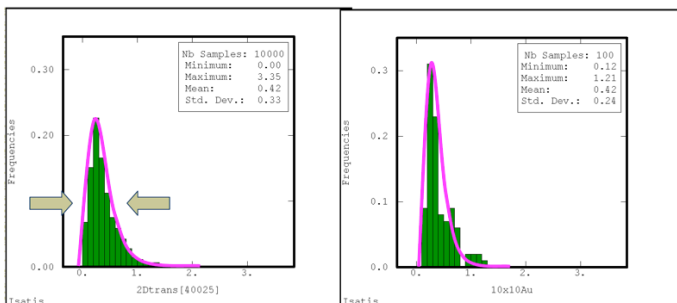 Nb Samples: 10000
Minimum: 0.00
Maximum: 3.35
Mean: 0.42
Std. Dev.: 0.33
0.30
0.20
0.10
0.00
Frequencies
0. 1. 2. 3.
2Dtrans[40025]
Isatis
Nb Samples: 100
Minimum: 0.12
Maximum: 1.21
Mean: 0.42
Std. Dev.: 0.24
0.3
0.2
0.1
0.0
Frequencies
0. 1. 2. 3.
10x10Au
Isatis